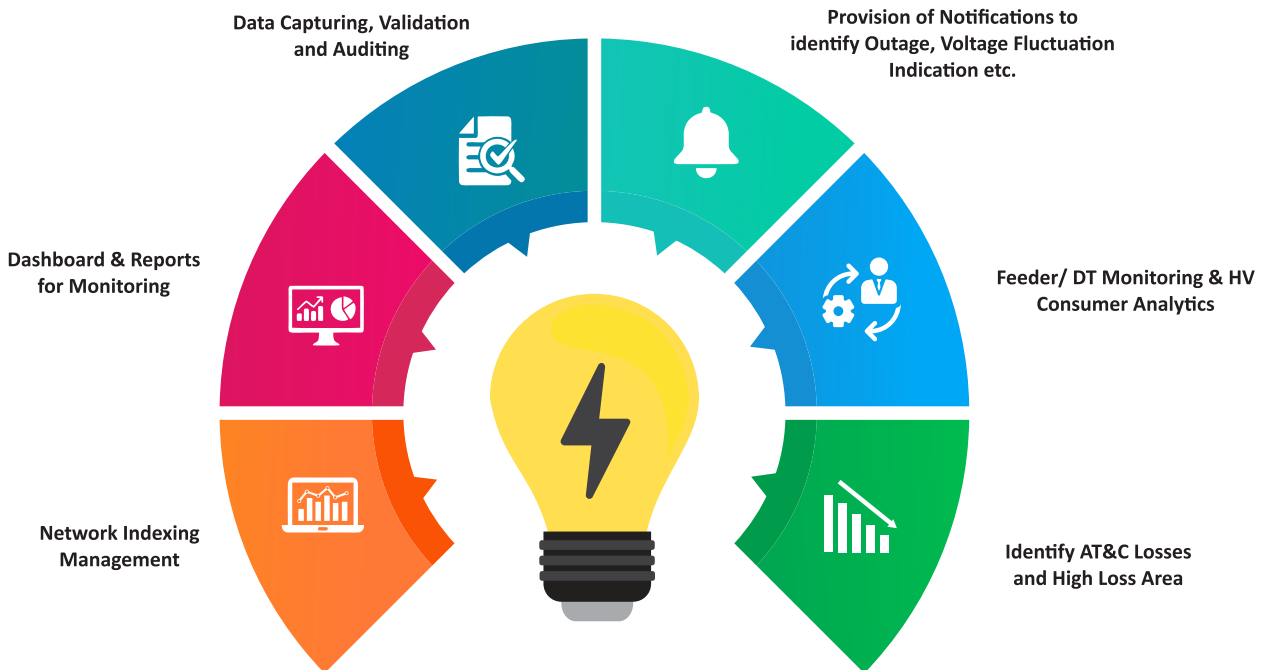 Data Capturing, Validation
and Auditing
Provision of Notifications to
identify Outage, Voltage Fluctuation
Indication etc.
Dashboard & Reports
for Monitoring
Feeder/ DT Monitoring & HV
Consumer Analytics
Network Indexing
Management
Identify AT&C Losses
and High Loss Area